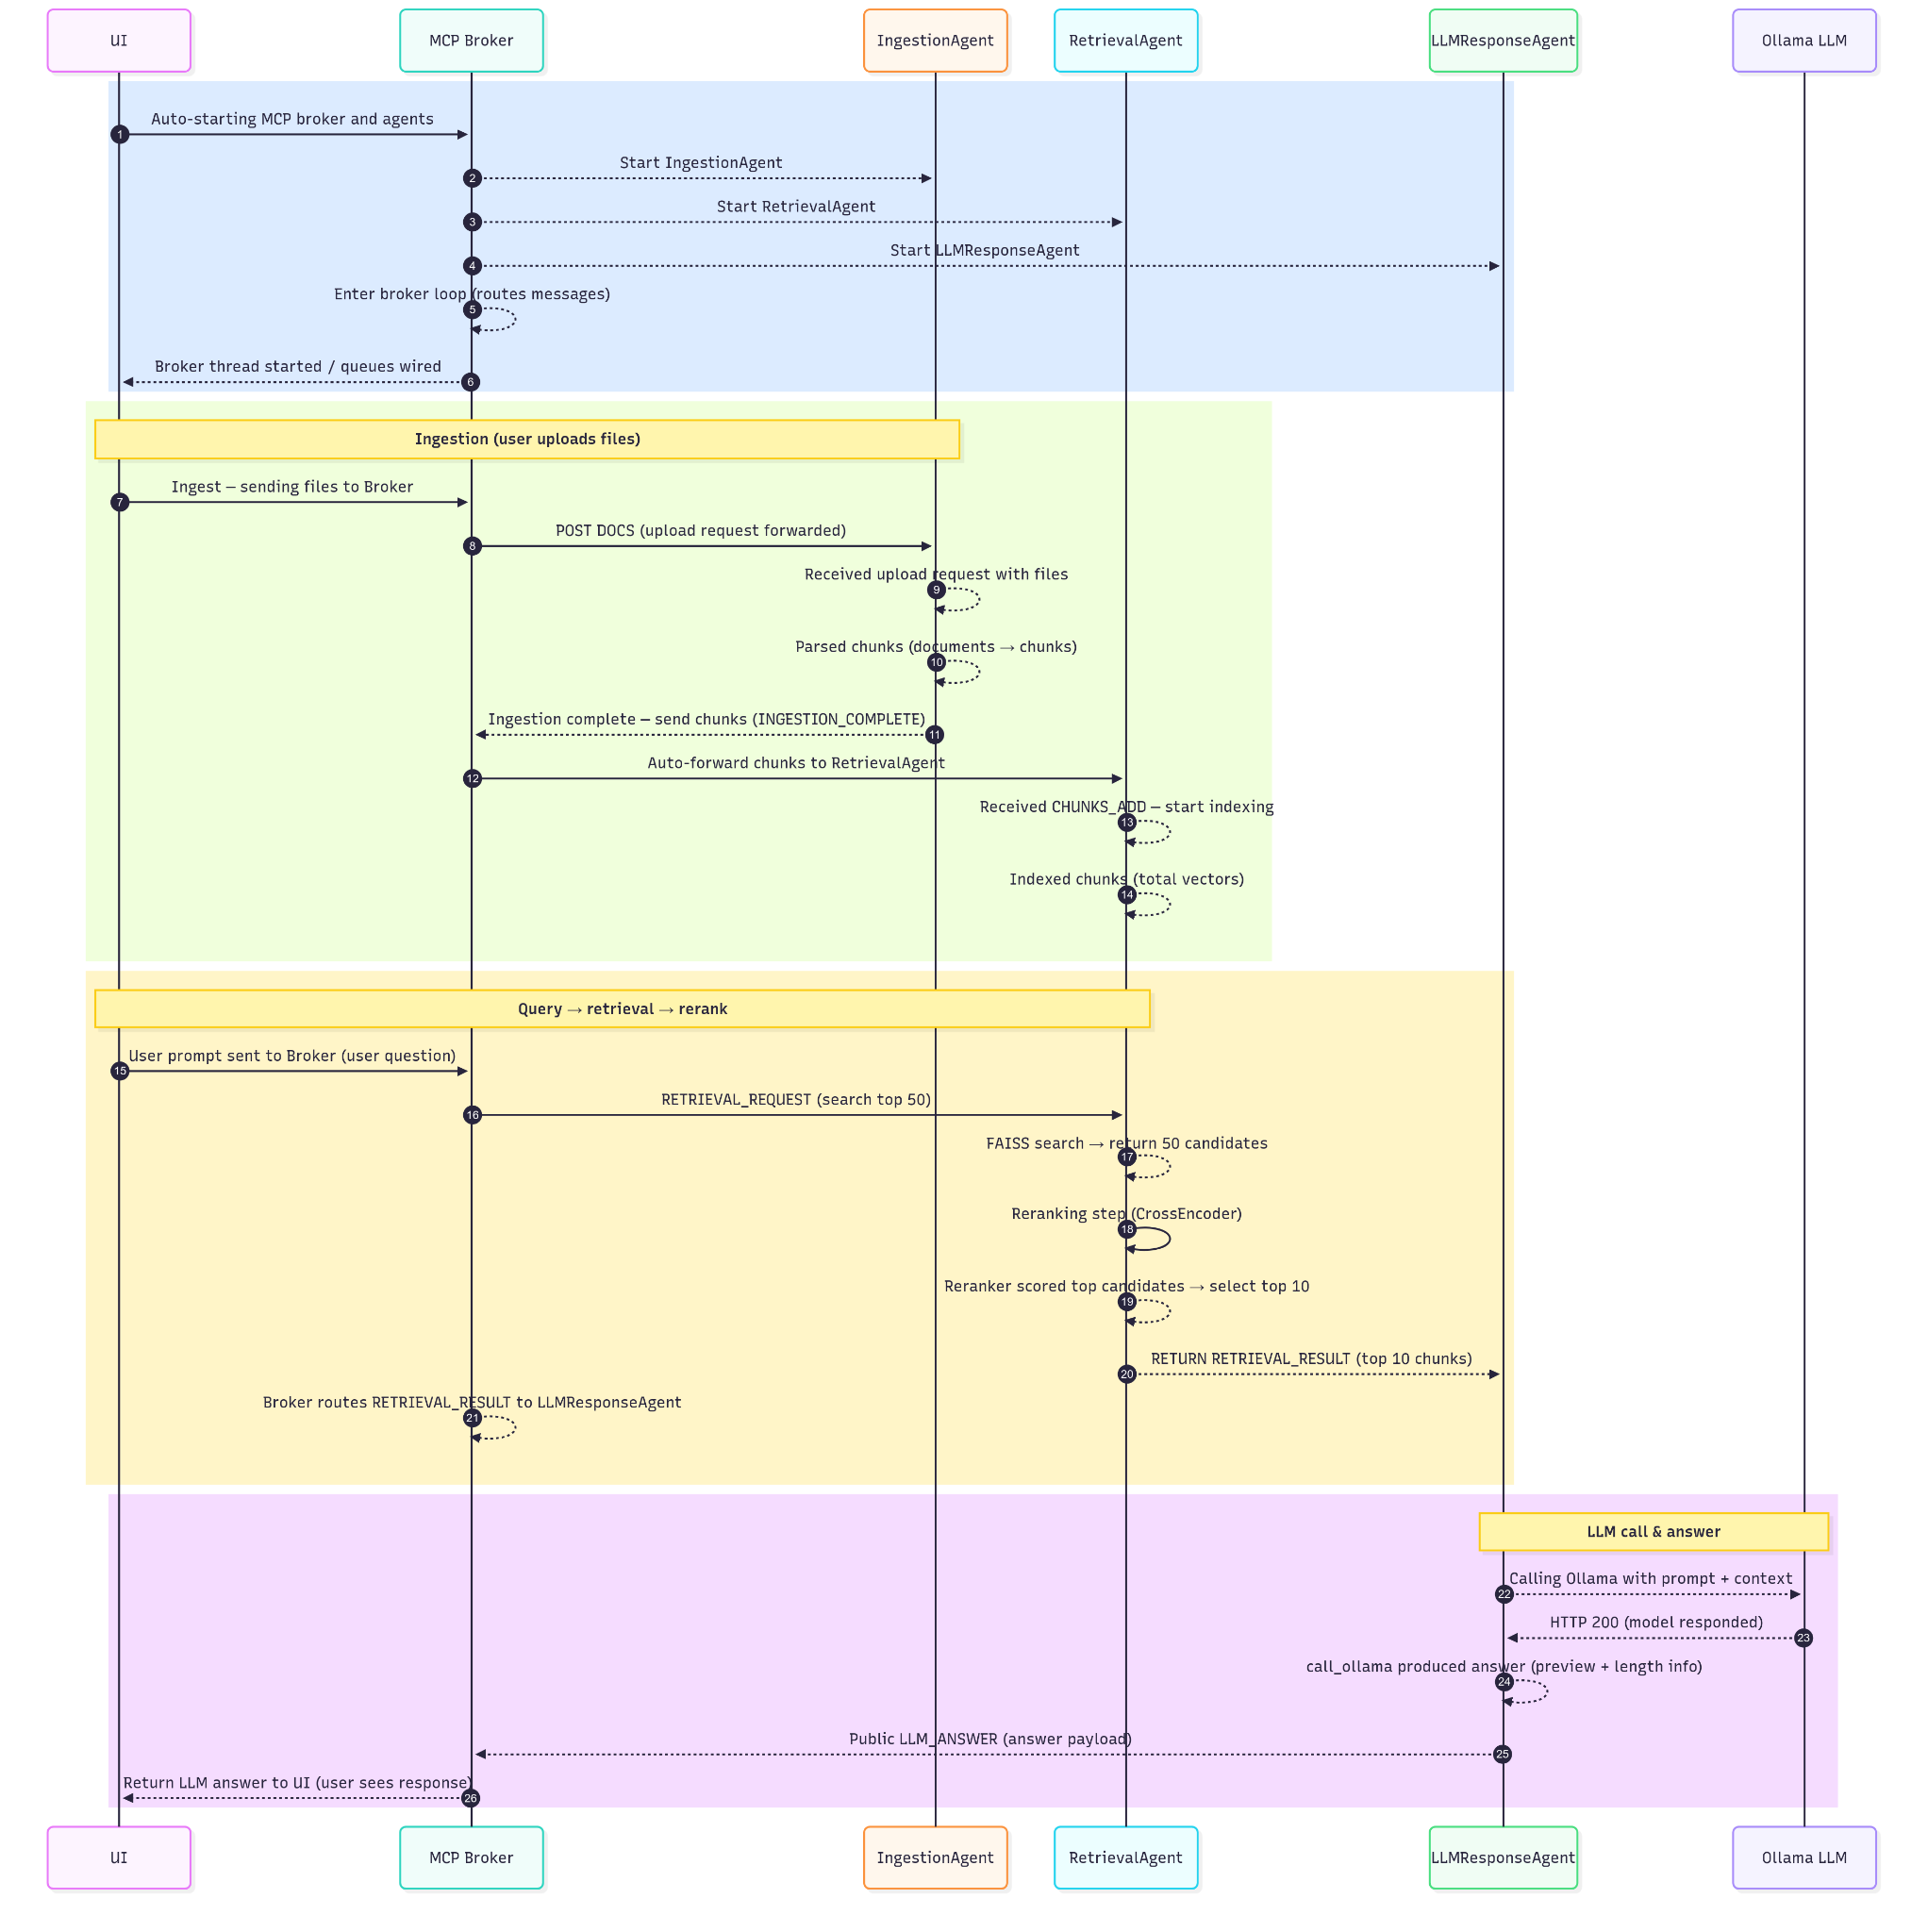 UI
MCP Broker
IngestionAgent
RetrievalAgent
LLMResponseAgent
Ollama LLM
Auto-starting MCP broker and agents
1
Start IngestionAgent
2
Start RetrievalAgent
3
Start LLMResponseAgent
4
Enter broker loop (routes messages)
5
Broker thread started / queues wired
6
Ingestion (user uploads files)
Ingest – sending files to Broker
7
POST DOCS (upload request forwarded)
8
Received upload request with files
9
Parsed chunks (documents → chunks)
10
Ingestion complete – send chunks (INGESTION_COMPLETE)
11
Auto-forward chunks to RetrievalAgent
12
Received CHUNKS_ADD – start indexing
13
Indexed chunks (total vectors)
14
Query → retrieval → rerank
User prompt sent to Broker (user question)
15
RETRIEVAL_REQUEST (search top 50)
16
FAISS search → return 50 candidates
17
Reranking step (CrossEncoder)
18
Reranker scored top candidates → select top 10
19
RETURN RETRIEVAL_RESULT (top 10 chunks)
20
Broker routes RETRIEVAL_RESULT to LLMResponseAgent
21
LLM call & answer
Calling Ollama with prompt + context
22
HTTP 200 (model responded)
23
call_ollama produced answer (preview + length info)
24
Public LLM_ANSWER (answer payload)
25
Return LLM answer to UI (user sees response)
26
UI
MCP Broker
IngestionAgent
RetrievalAgent
LLMResponseAgent
Ollama LLM